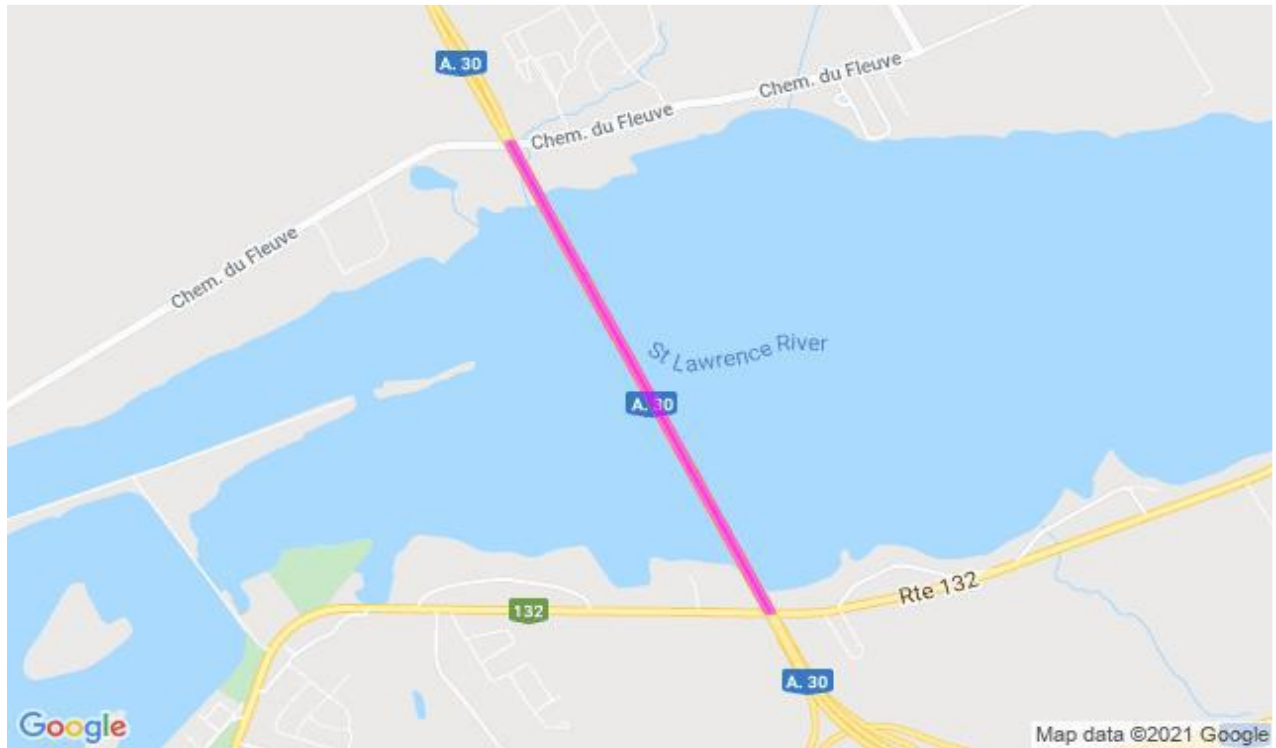 A. 30
Chem. du Fleuve
Chem. du Fleuve
Chem. du Fleuve
St Lawrence River
A. 30
Rte 132
132
A. 30
Google
Map data ©2021 Google